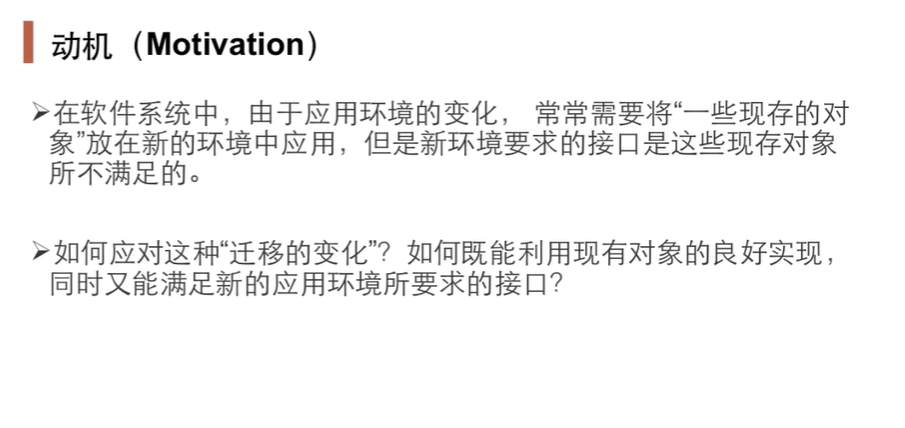 动机（Motivation）
➢在软件系统中，由于应用环境的变化， 常常需要将“一些现存的对
象”放在新的环境中应用，但是新环境要求的接口是这些现存对象
所不满足的。
➢如何应对这种“迁移的变化”？如何既能利用现有对象的良好实现，
同时又能满足新的应用环境所要求的接口？